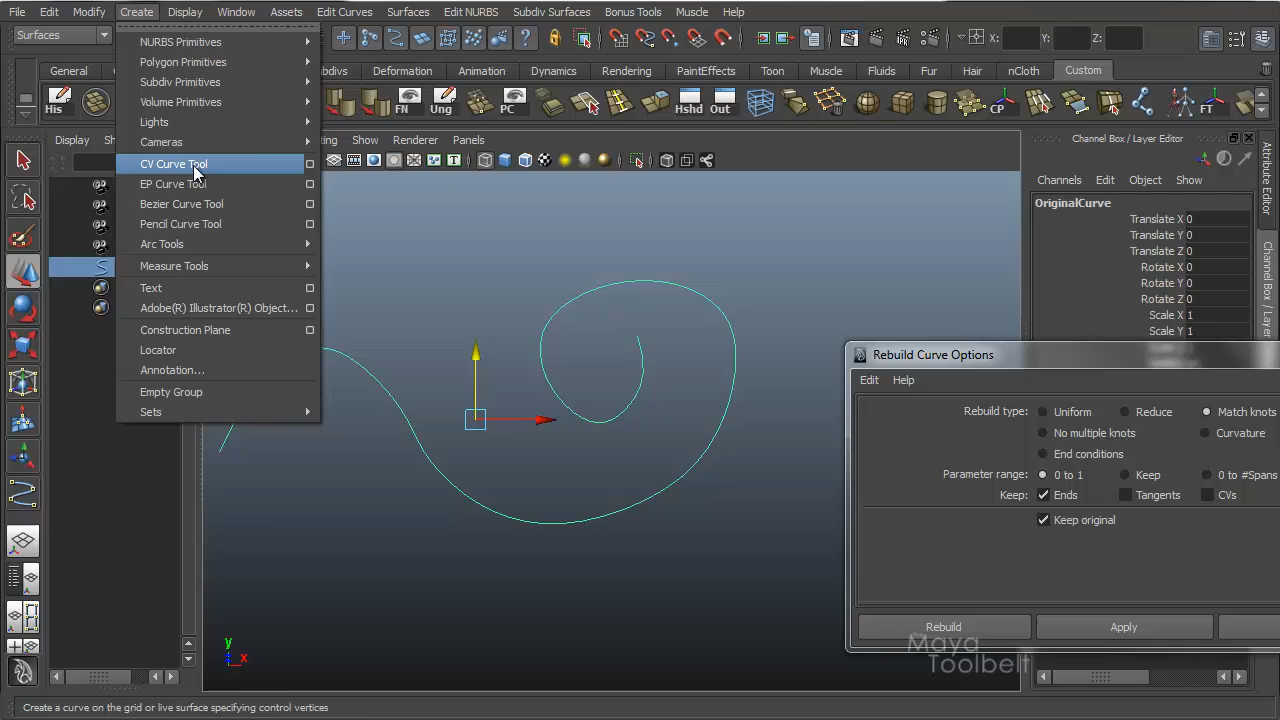 File Edit Modify Create Display Window Assets Edit Curves Surfaces Edit NURBS Subdiv Surfaces Bonus Tools Muscle Help
Surfaces
X: Y: Z:
General Deformation Animation Dynamics Rendering PaintEffects Toon Muscle Fluids Fur Hair nCloth Custom
His FN Ung PC Hshd Out CP FT
NURBS Primitives
Polygon Primitives
Subdiv Primitives
Volume Primitives
Lights
Cameras
CV Curve Tool
EP Curve Tool
Bezier Curve Tool
Pencil Curve Tool
Arc Tools
Measure Tools
Text
Adobe(R) Illustrator(R) Object...
Construction Plane
Locator
Annotation...
Empty Group
Sets
Display
Show Renderer Panels
Channel Box / Layer Editor
Channels Edit Object Show
OriginalCurve
Translate X 0
Translate Y 0
Translate Z 0
Rotate X 0
Rotate Y 0
Rotate Z 0
Scale X 1
Scale Y 1
Attribute Editor
Channel Box / Layer
Rebuild Curve Options
Edit Help
Rebuild type: Uniform Reduce Match knots
No multiple knots Curvature
End conditions
Parameter range: 0 to 1 Keep 0 to #Spans
Keep: Ends Tangents CVs
Keep original
Rebuild Apply
Maya
Toolbelt
y
x
Create a curve on the grid or live surface specifying control vertices